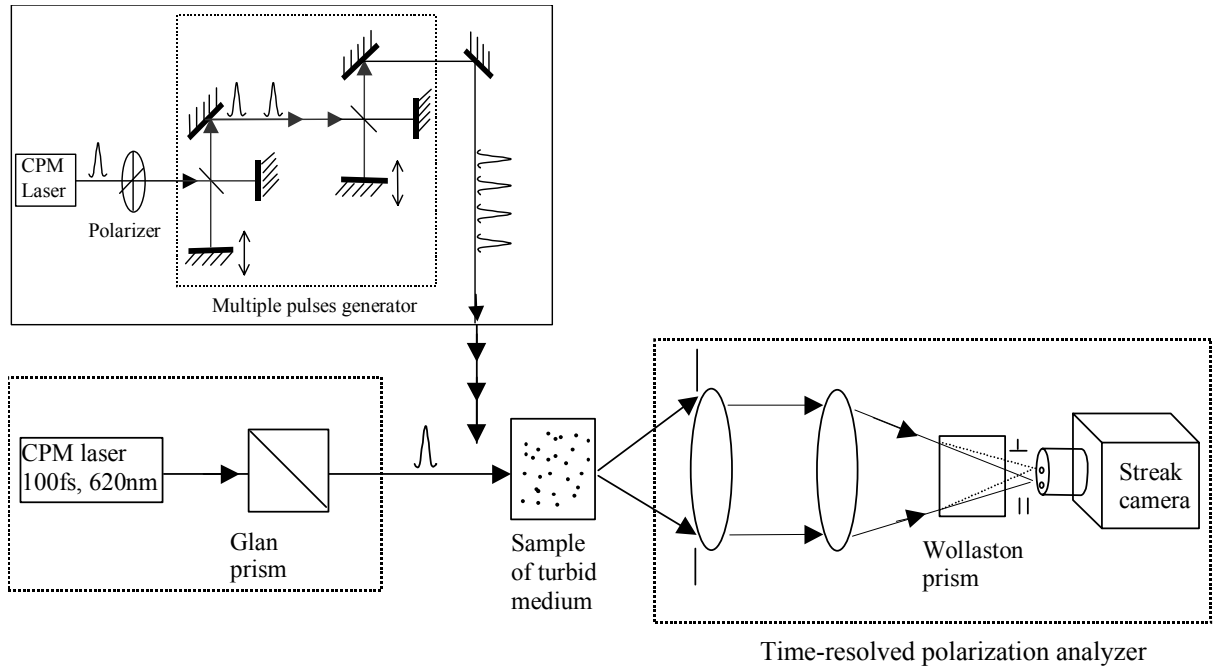 CPM
Laser
Polarizer
Multiple pulses generator
CPM laser
100fs, 620nm
Glan
prism
Sample
of turbid
medium
⊥
||
Wollaston
prism
Streak
camera
Time-resolved polarization analyzer